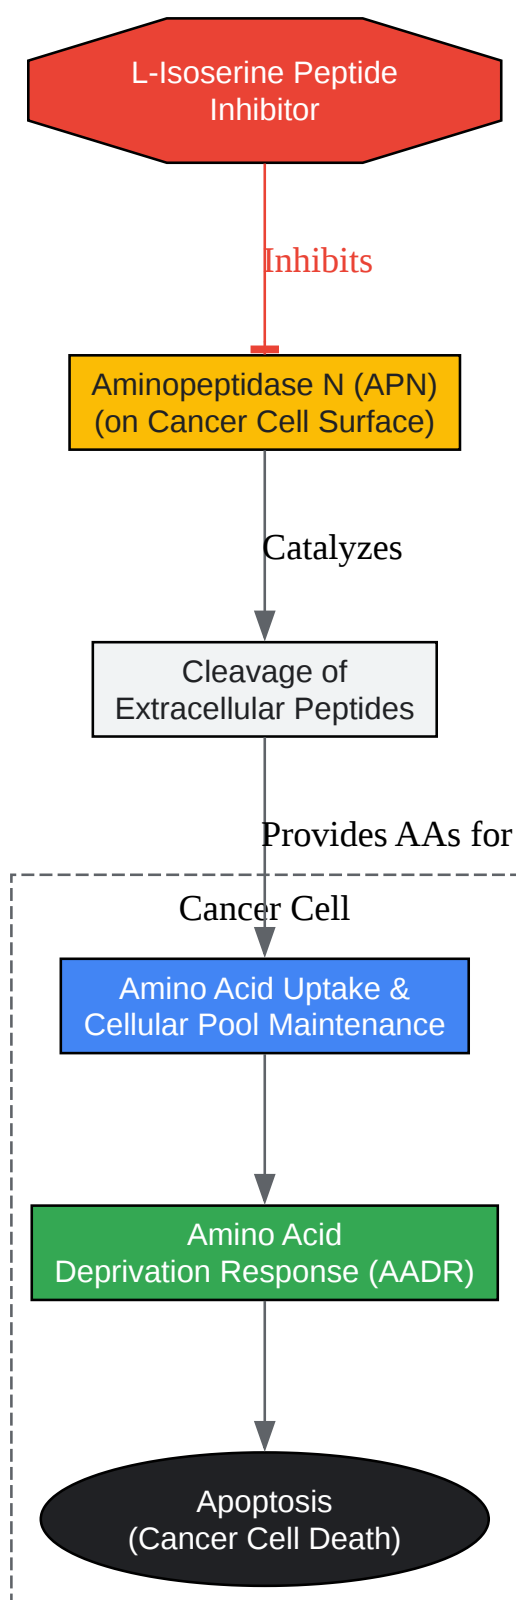 L-Isoserine Peptide
Inhibitor
Inhibits
Aminopeptidase N (APN)
(on Cancer Cell Surface)
Catalyzes
Cleavage of
Extracellular Peptides
Provides AAs for
Cancer Cell
Amino Acid Uptake &
Cellular Pool Maintenance
Amino Acid
Deprivation Response (AADR)
Apoptosis
(Cancer Cell Death)